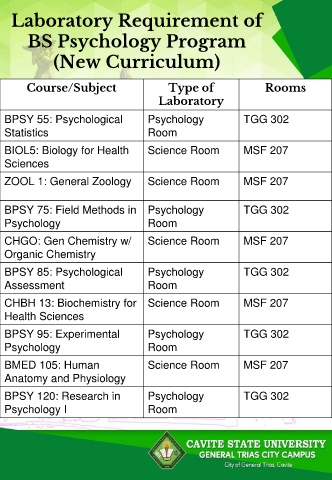 Laboratory Requirement of
BS Psychology Program
(New Curriculum)
Course/Subject Type of Laboratory Rooms
BPSY 55: Psychological Statistics Psychology Room TGG 302
BIOL5: Biology for Health Sciences Science Room MSF 207
ZOOL 1: General Zoology Science Room MSF 207
BPSY 75: Field Methods in Psychology Psychology Room TGG 302
CHGO: Gen Chemistry w/ Organic Chemistry Science Room MSF 207
BPSY 85: Psychological Assessment Psychology Room TGG 302
CHBH 13: Biochemistry for Health Sciences Science Room MSF 207
BPSY 95: Experimental Psychology Psychology Room TGG 302
BMED 105: Human Anatomy and Physiology Science Room MSF 207
BPSY 120: Research in Psychology I Psychology Room TGG 302
CAVITE STATE UNIVERSITY
GENERAL TRIAS CITY CAMPUS
City of General Trias, Cavite